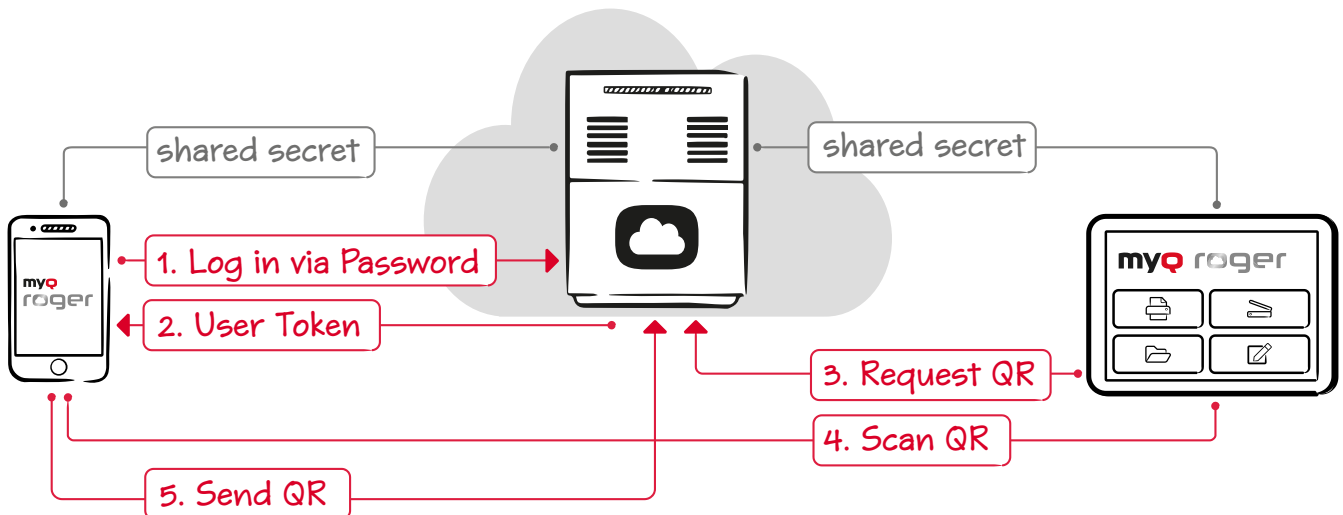 shared secret
shared secret
myQ
roger
1. Log in via Password
2. User Token
myQ roger
3. Request QR
4. Scan QR
5. Send QR